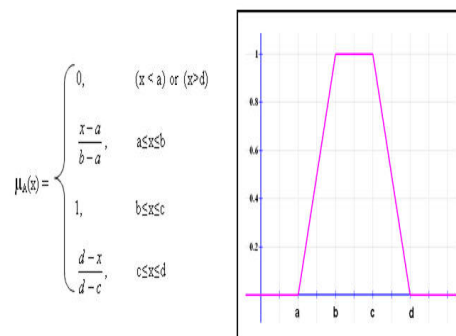 0, (x < a) or (x>d)
x−a
b−a , a≤x≤b
μA(x) =
1, b≤x≤c
d−x
d−c , c≤x≤d
1
0.8
0.6
0.4
0.2
a b c d